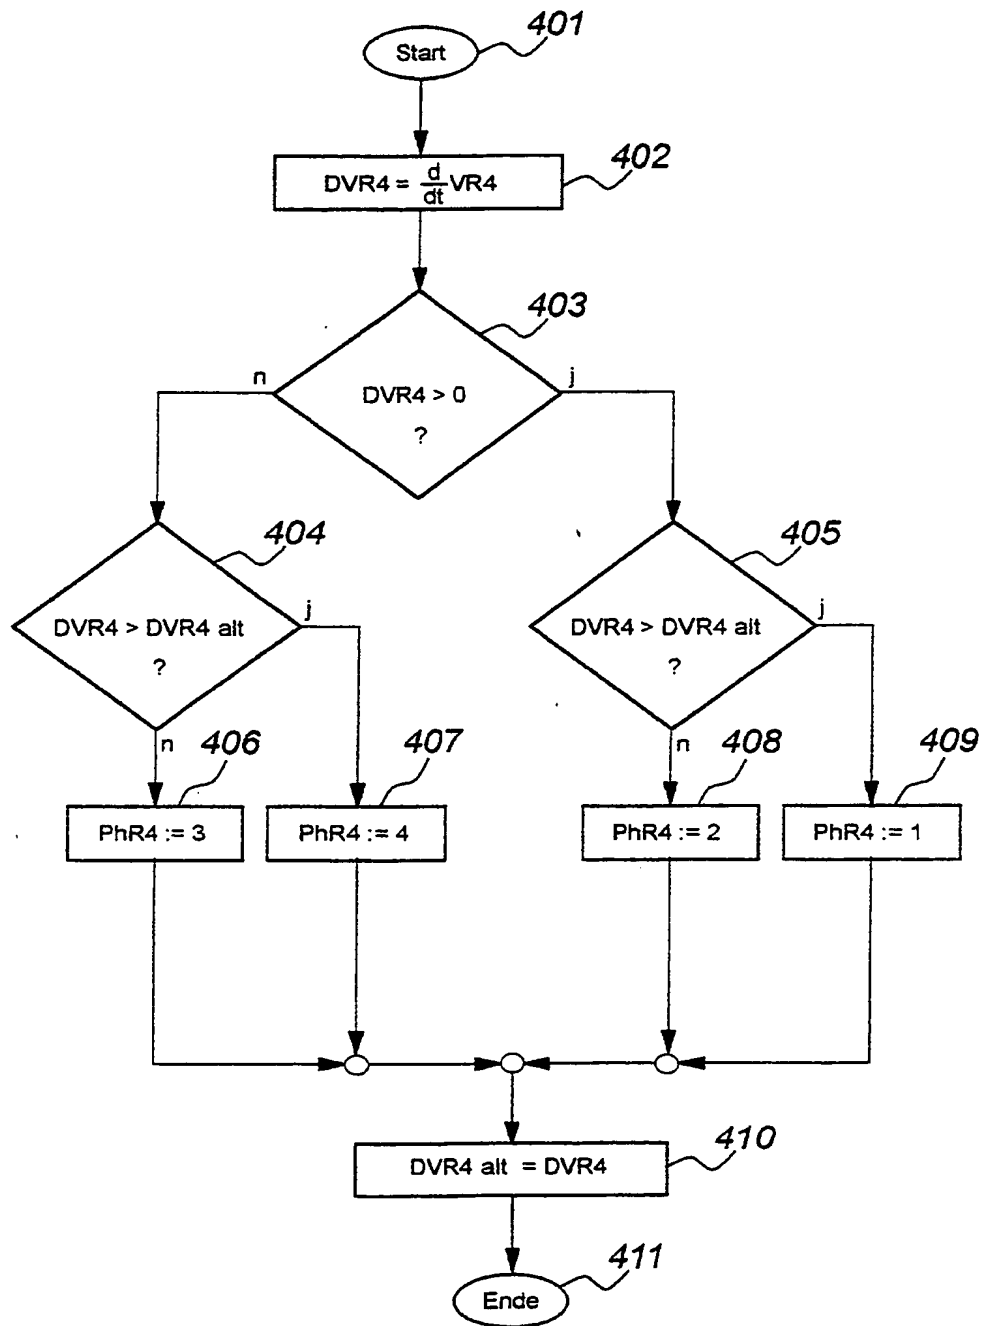 401
Start
402
DVR4 = d/dt VR4
403
n
j
DVR4 > 0
?
404
405
j
j
DVR4 > DVR4 alt
DVR4 > DVR4 alt
?
?
n
406
407
n
408
409
PhR4 := 3
PhR4 := 4
PhR4 := 2
PhR4 := 1
410
DVR4 alt = DVR4
411
Ende